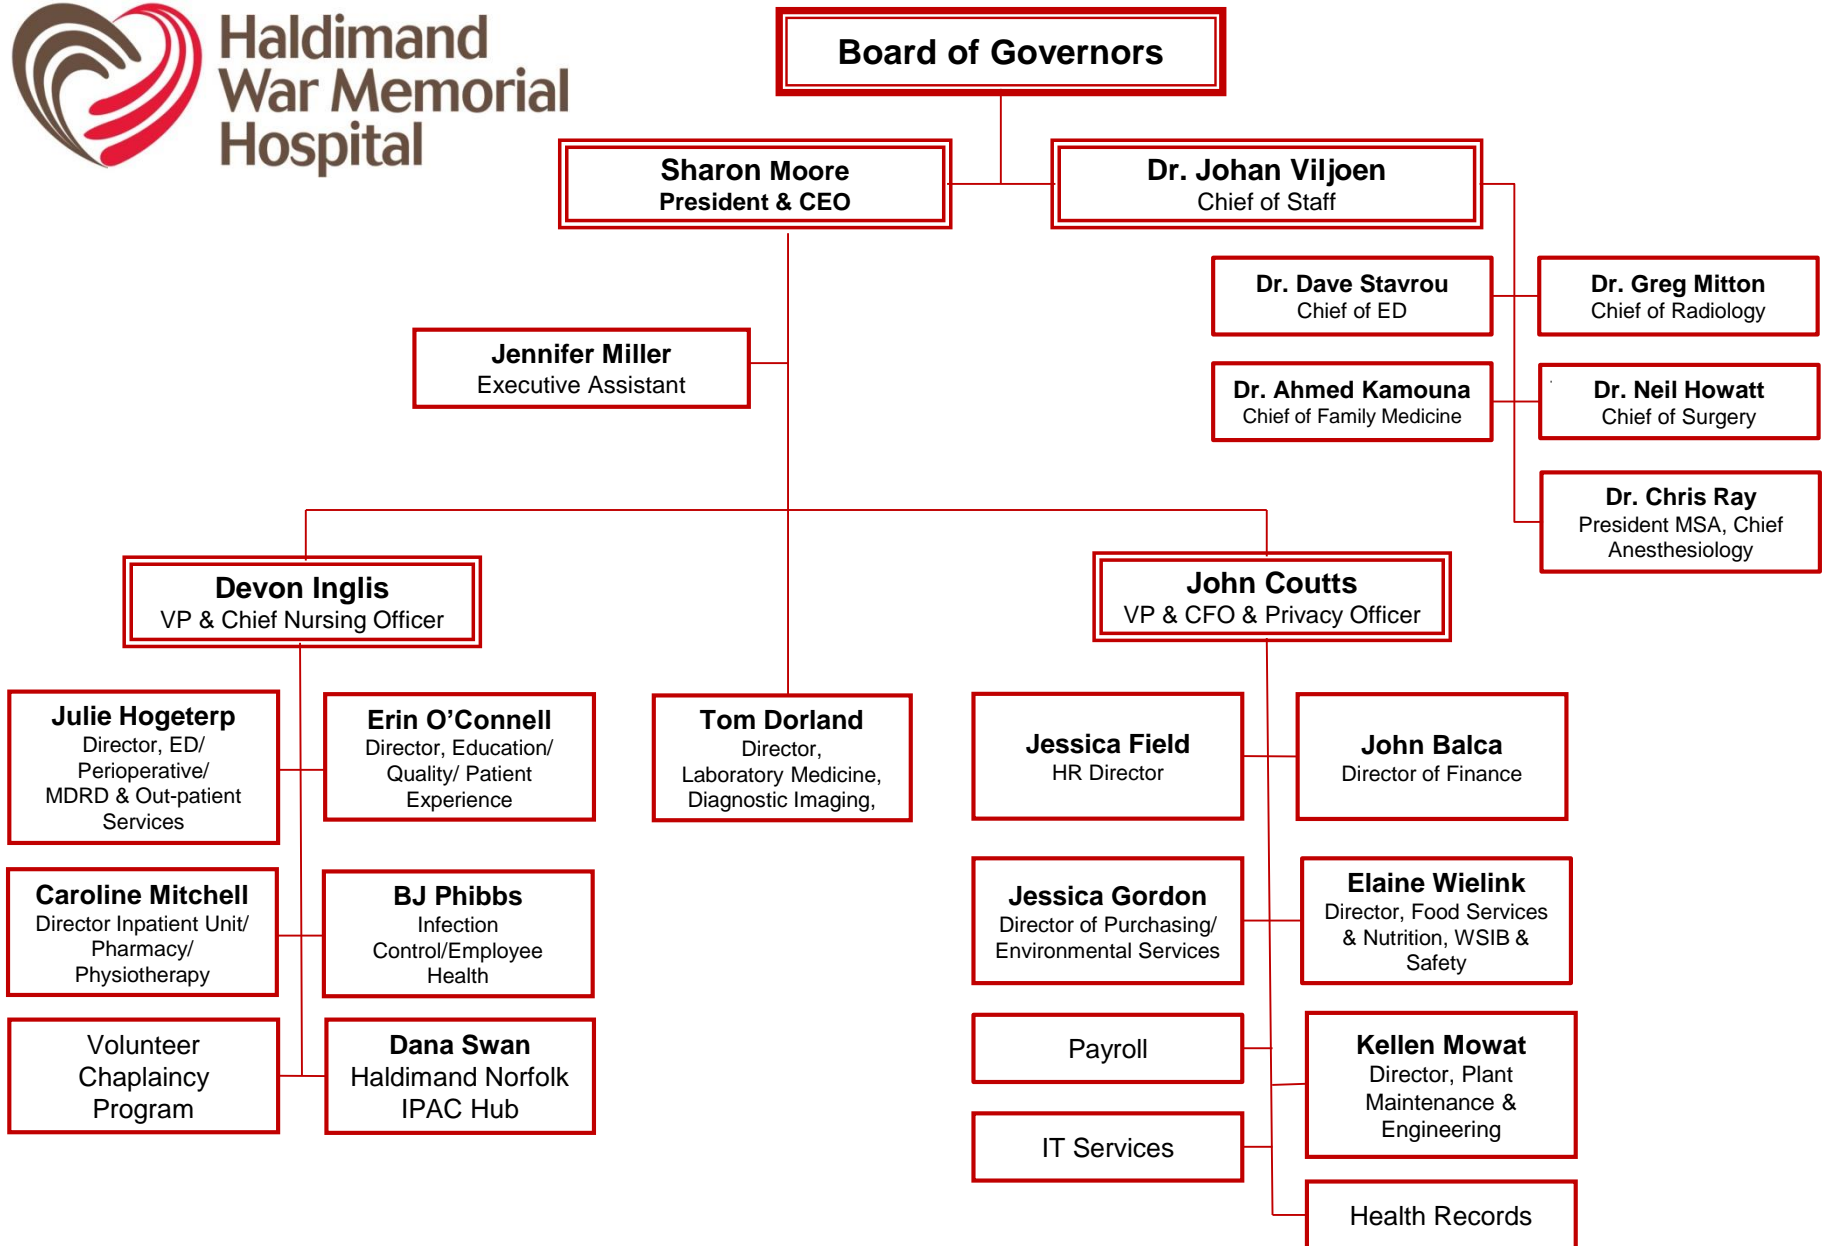 Haldimand
War Memorial
Hospital
Board of Governors
Sharon Moore
President & CEO
Dr. Johan Viljoen
Chief of Staff
Dr. Dave Stavrou
Chief of ED
Dr. Greg Mitton
Chief of Radiology
Jennifer Miller
Executive Assistant
Dr. Ahmed Kamouna
Chief of Family Medicine
Dr. Neil Howatt
Chief of Surgery
Dr. Chris Ray
President MSA, Chief
Anesthesiology
Devon Inglis
VP & Chief Nursing Officer
John Coutts
VP & CFO & Privacy Officer
Julie Hogeterp
Director, ED/
Perioperative/
MDRD & Out-patient
Services
Erin O’Connell
Director, Education/
Quality/ Patient
Experience
Tom Dorland
Director,
Laboratory Medicine,
Diagnostic Imaging,
Jessica Field
HR Director
John Balca
Director of Finance
Caroline Mitchell
Director Inpatient Unit/
Pharmacy/
Physiotherapy
BJ Phibbs
Infection
Control/Employee
Health
Jessica Gordon
Director of Purchasing/
Environmental Services
Elaine Wielink
Director, Food Services
& Nutrition, WSIB &
Safety
Volunteer
Chaplaincy
Program
Dana Swan
Haldimand Norfolk
IPAC Hub
Payroll
Kellen Mowat
Director, Plant
Maintenance &
Engineering
IT Services
Health Records